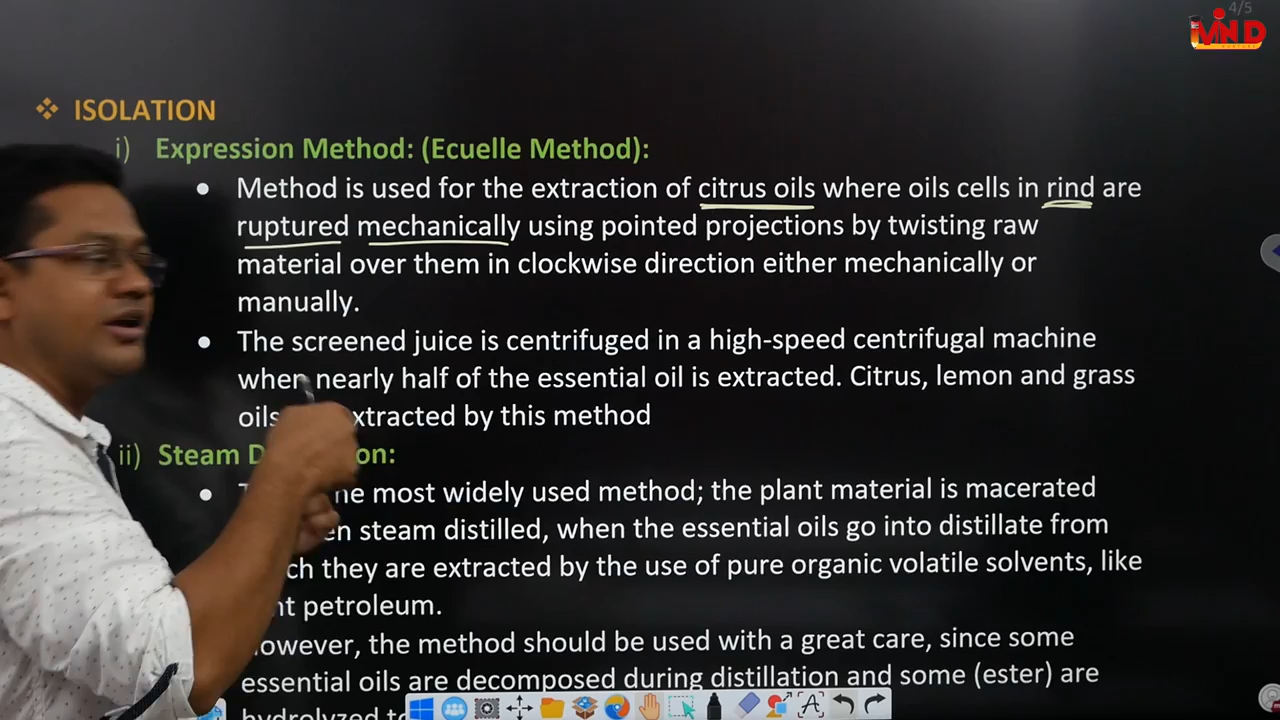 4/5
MIND
❖ ISOLATION
i) Expression Method: (Ecuelle Method):
• Method is used for the extraction of citrus oils where oils cells in rind are
ruptured mechanically using pointed projections by twisting raw
material over them in clockwise direction either mechanically or
manually.
• The screened juice is centrifuged in a high-speed centrifugal machine
when nearly half of the essential oil is extracted. Citrus, lemon and grass
oils extracted by this method
ii) Steam
• most widely used method; the plant material is macerated
steam distilled, when the essential oils go into distillate from
they are extracted by the use of pure organic volatile solvents, like
petroleum.
However, the method should be used with a great care, since some
essential oils are decomposed during distillation and some (ester) are
hydrolyzed